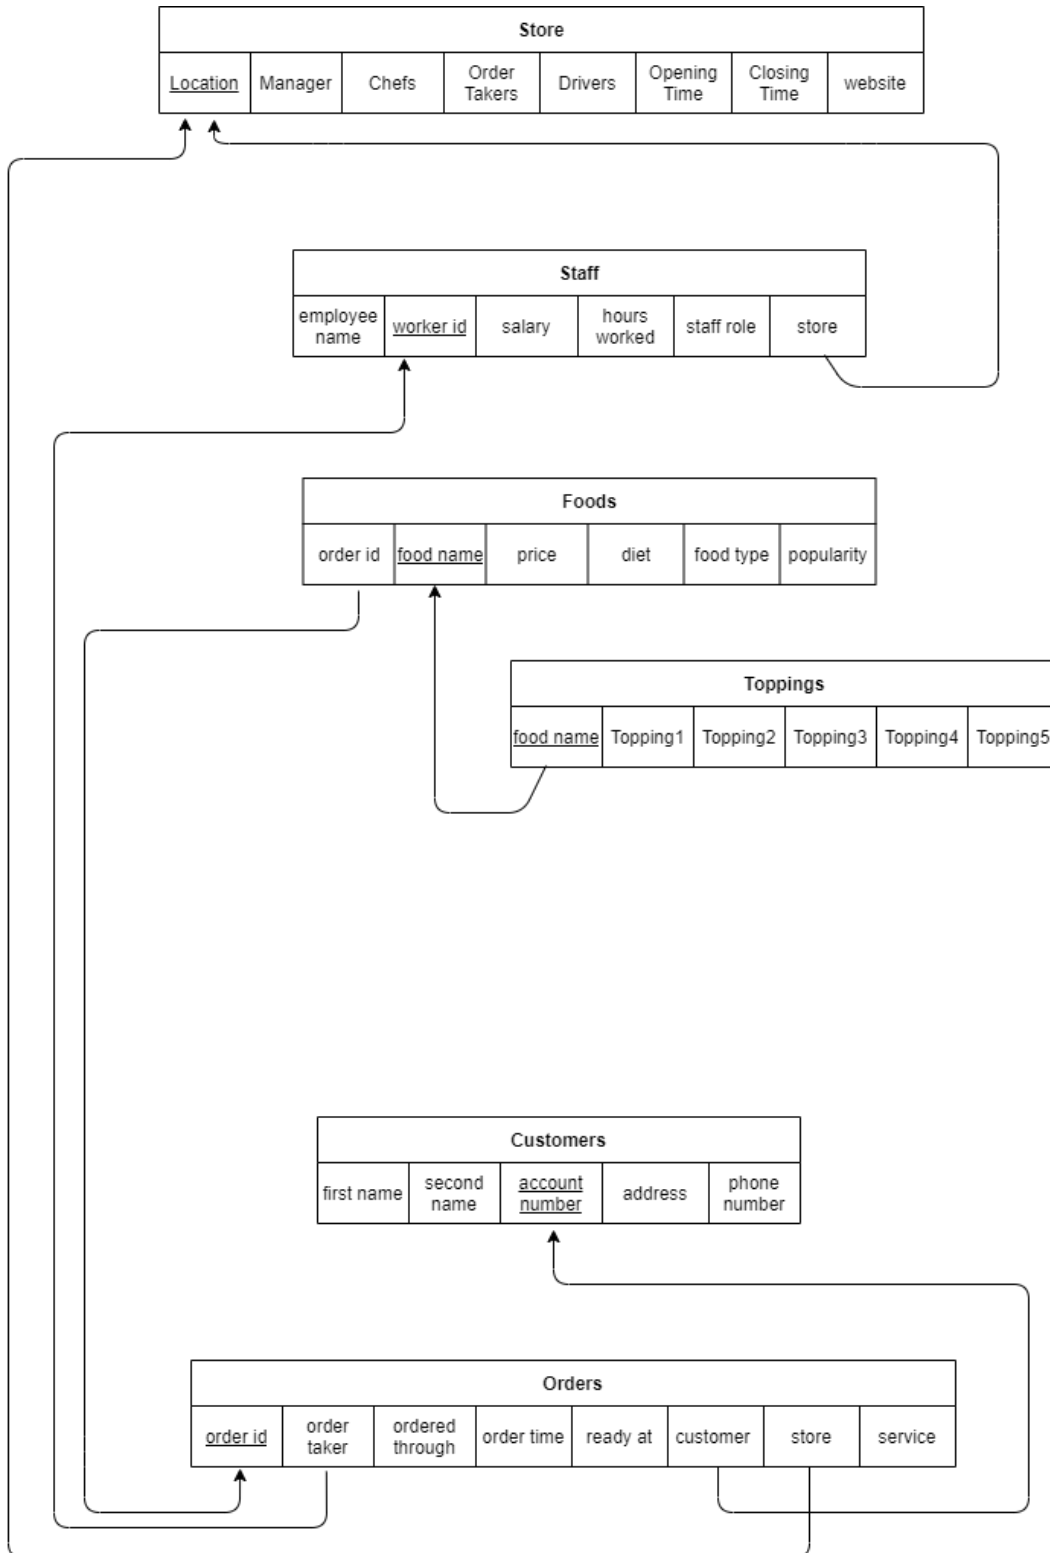 Store
Location Manager Chefs Order Takers Drivers Opening Time Closing Time website
Staff
employee name worker id salary hours worked staff role store
Foods
order id food name price diet food type popularity
Toppings
food name Topping1 Topping2 Topping3 Topping4 Topping5
Customers
first name second name account number address phone number
Orders
order id order taker ordered through order time ready at customer store service